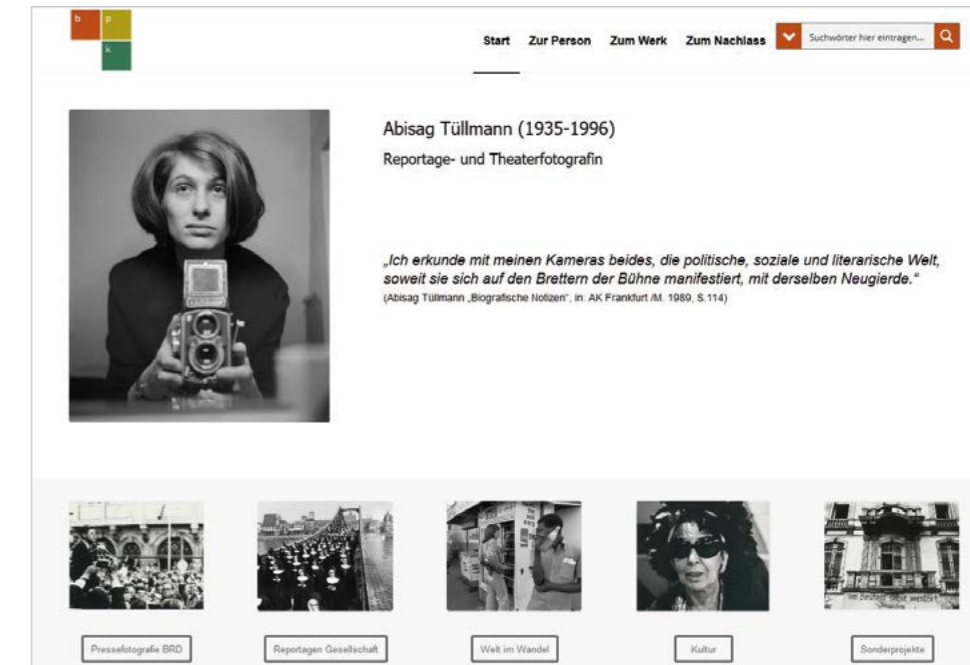 b p
k
Start Zur Person Zum Werk Zum Nachlass Suchwörter hier eintragen...
Abisag Tüllmann (1935-1996)
Reportage- und Theaterfotografin
„Ich erkunde mit meinen Kameras beides, die politische, soziale und literarische Welt,
soweit sie sich auf den Brettern der Bühne manifestiert, mit derselben Neugierde.“
(Abisag Tüllmann „Biografische Notizen“, in: AK Frankfurt /M. 1989, S.114)
Pressefotografie BRD Reportagen Gesellschaft Welt im Wandel Kultur Sonderprojekte